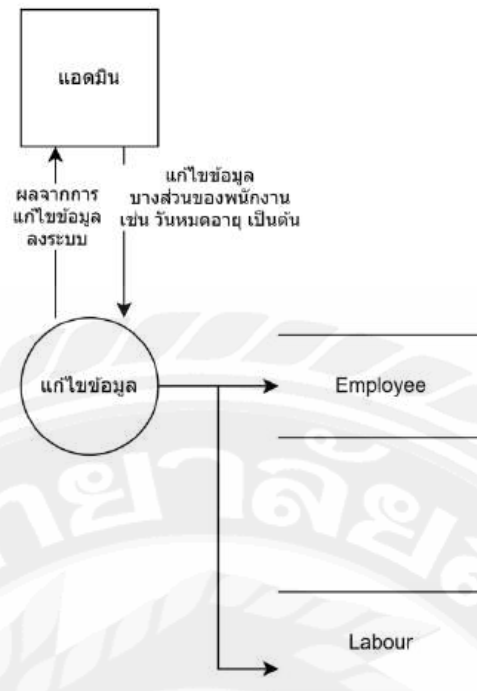 แอดมิน
ผลจากการ
แก้ไขข้อมูล
ลงระบบ
แก้ไขข้อมูล
บางส่วนของพนักงาน
เช่น วันหมดอายุ เป็นต้น
แก้ไขข้อมูล
Employee
Labour